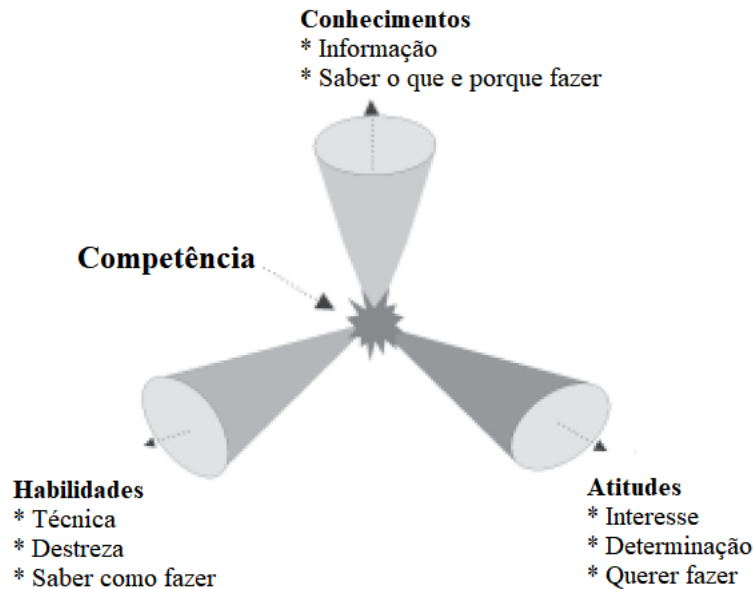 Conhecimentos
* Informação
* Saber o que e porque fazer
Competência
Habilidades
* Técnica
* Destreza
* Saber como fazer
Atitudes
* Interesse
* Determinação
* Querer fazer